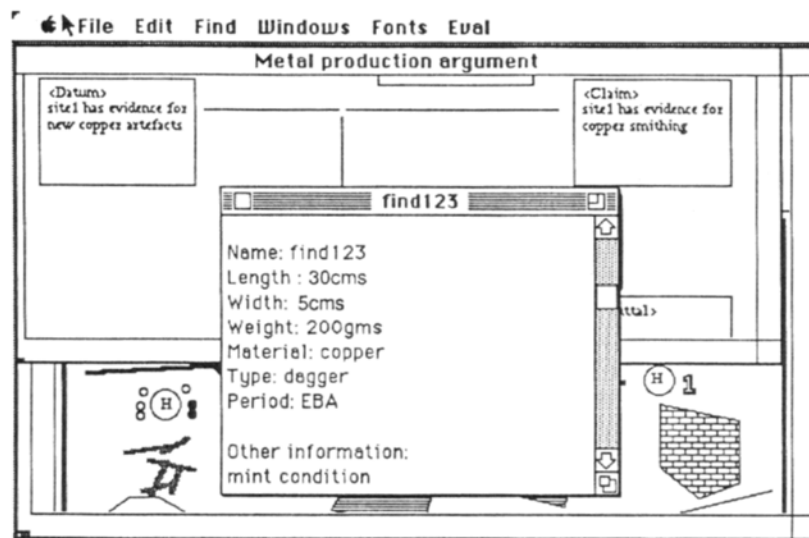 File Edit Find Windows Fonts Eval
Metal production argument
<Datum>
site1 has evidence for
new copper artefacts
<Claim>
site1 has evidence for
copper smithing
find123
Name: find123
Length : 30cms
Width: 5cms
Weight: 200gms
Material: copper
Type: dagger
Period: EBA
Other information:
mint condition
ttal>
H
H 1